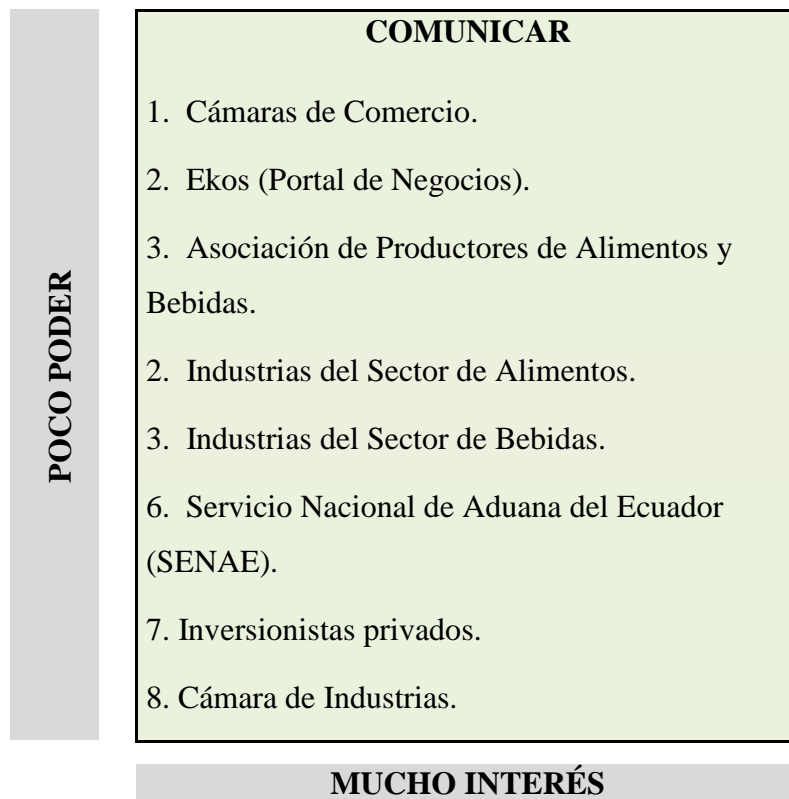 COMUNICAR
1. Cámaras de Comercio.
2. Ekos (Portal de Negocios).
3. Asociación de Productores de Alimentos y
Bebidas.
2. Industrias del Sector de Alimentos.
3. Industrias del Sector de Bebidas.
6. Servicio Nacional de Aduana del Ecuador
(SENAE).
7. Inversionistas privados.
8. Cámara de Industrias.
POCO PODER
MUCHO INTERÉS